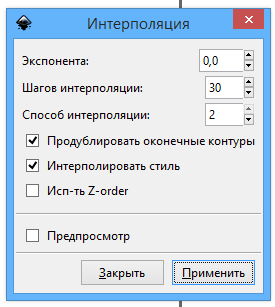 Интерполяция
Экспонента: 0,0
Шагов интерполяции: 30
Способ интерполяции: 2
Продублировать оконечные контуры
Интерполировать стиль
Исп-ть Z-order
Предпросмотр
Закрыть Применить